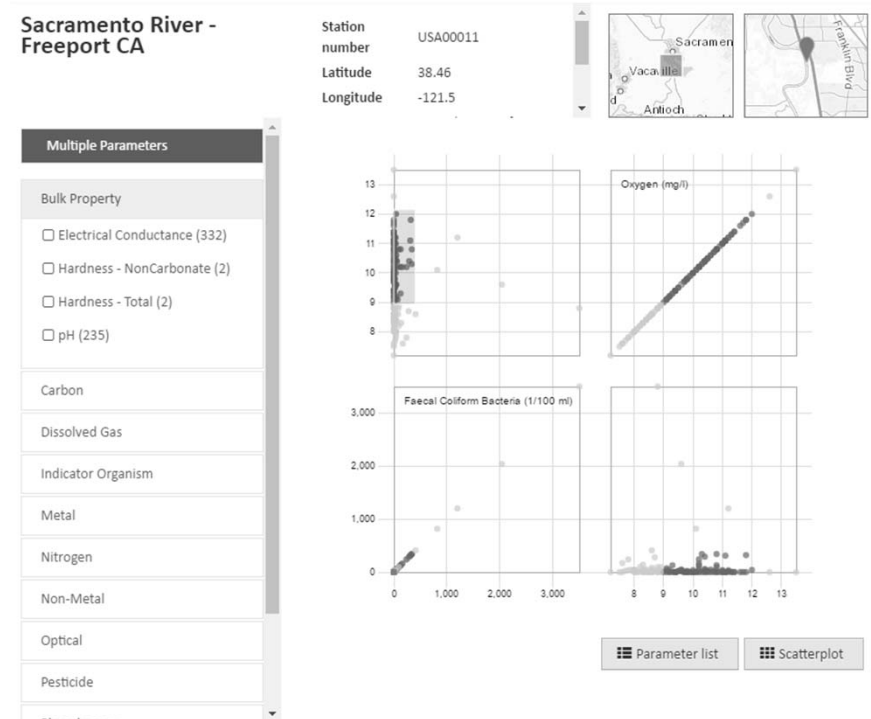 Sacramento River -
Freeport CA
Station
number
USA00011
Latitude
38.46
Longitude
-121.5
Sacramen
Vacaville
d
Antioch
Franklin Blvd
Multiple Parameters
Bulk Property
Electrical Conductance (332)
Hardness - NonCarbonate (2)
Hardness - Total (2)
pH (235)
Carbon
Dissolved Gas
Indicator Organism
Metal
Nitrogen
Non-Metal
Optical
Pesticide
13
12
11
10
9
8
Oxygen (mg/l)
Faecal Coliform Bacteria (1/100 ml)
3,000
2,000
1,000
0
0 1,000 2,000 3,000
8 9 10 11 12 13
Parameter list
Scatterplot